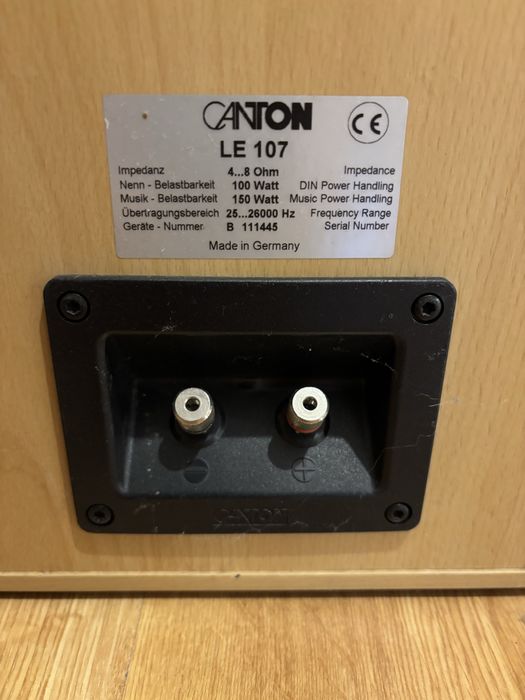 CANTON
CE
LE 107
Impedanz 4...8 Ohm Impedance
Nenn - Belastbarkeit 100 Watt DIN Power Handling
Musik - Belastbarkeit 150 Watt Music Power Handling
Übertragungsbereich 25...26000 Hz Frequency Range
Geräte - Nummer B 111445 Serial Number
Made in Germany
CANTON